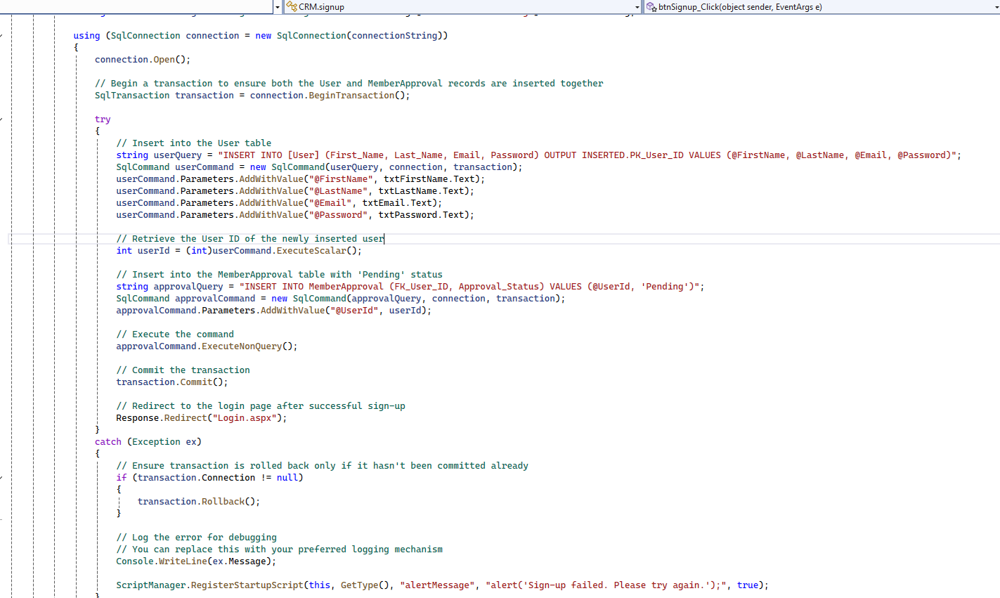 CRM.signup
btnSignup_Click(object sender, EventArgs e)
using (SqlConnection connection = new SqlConnection(connectionString))
{
connection.Open();
// Begin a transaction to ensure both the User and MemberApproval records are inserted together
SqlTransaction transaction = connection.BeginTransaction();
try
{
// Insert into the User table
string userQuery = "INSERT INTO [User] (First_Name, Last_Name, Email, Password) OUTPUT INSERTED.PK_User_ID VALUES (@FirstName, @LastName, @Email, @Password)";
SqlCommand userCommand = new SqlCommand(userQuery, connection, transaction);
userCommand.Parameters.AddWithValue("@FirstName", txtFirstName.Text);
userCommand.Parameters.AddWithValue("@LastName", txtLastName.Text);
userCommand.Parameters.AddWithValue("@Email", txtEmail.Text);
userCommand.Parameters.AddWithValue("@Password", txtPassword.Text);
// Retrieve the User ID of the newly inserted user
int userId = (int)userCommand.ExecuteScalar();
// Insert into the MemberApproval table with 'Pending' status
string approvalQuery = "INSERT INTO MemberApproval (FK_User_ID, Approval_Status) VALUES (@UserId, 'Pending')";
SqlCommand approvalCommand = new SqlCommand(approvalQuery, connection, transaction);
approvalCommand.Parameters.AddWithValue("@UserId", userId);
// Execute the command
approvalCommand.ExecuteNonQuery();
// Commit the transaction
transaction.Commit();
// Redirect to the login page after successful sign-up
Response.Redirect("Login.aspx");
}
catch (Exception ex)
{
// Ensure transaction is rolled back only if it hasn't been committed already
if (transaction.Connection != null)
{
transaction.Rollback();
}
// Log the error for debugging
// You can replace this with your preferred logging mechanism
Console.WriteLine(ex.Message);
ScriptManager.RegisterStartupScript(this, GetType(), "alertMessage", "alert('Sign-up failed. Please try again.');", true);
}